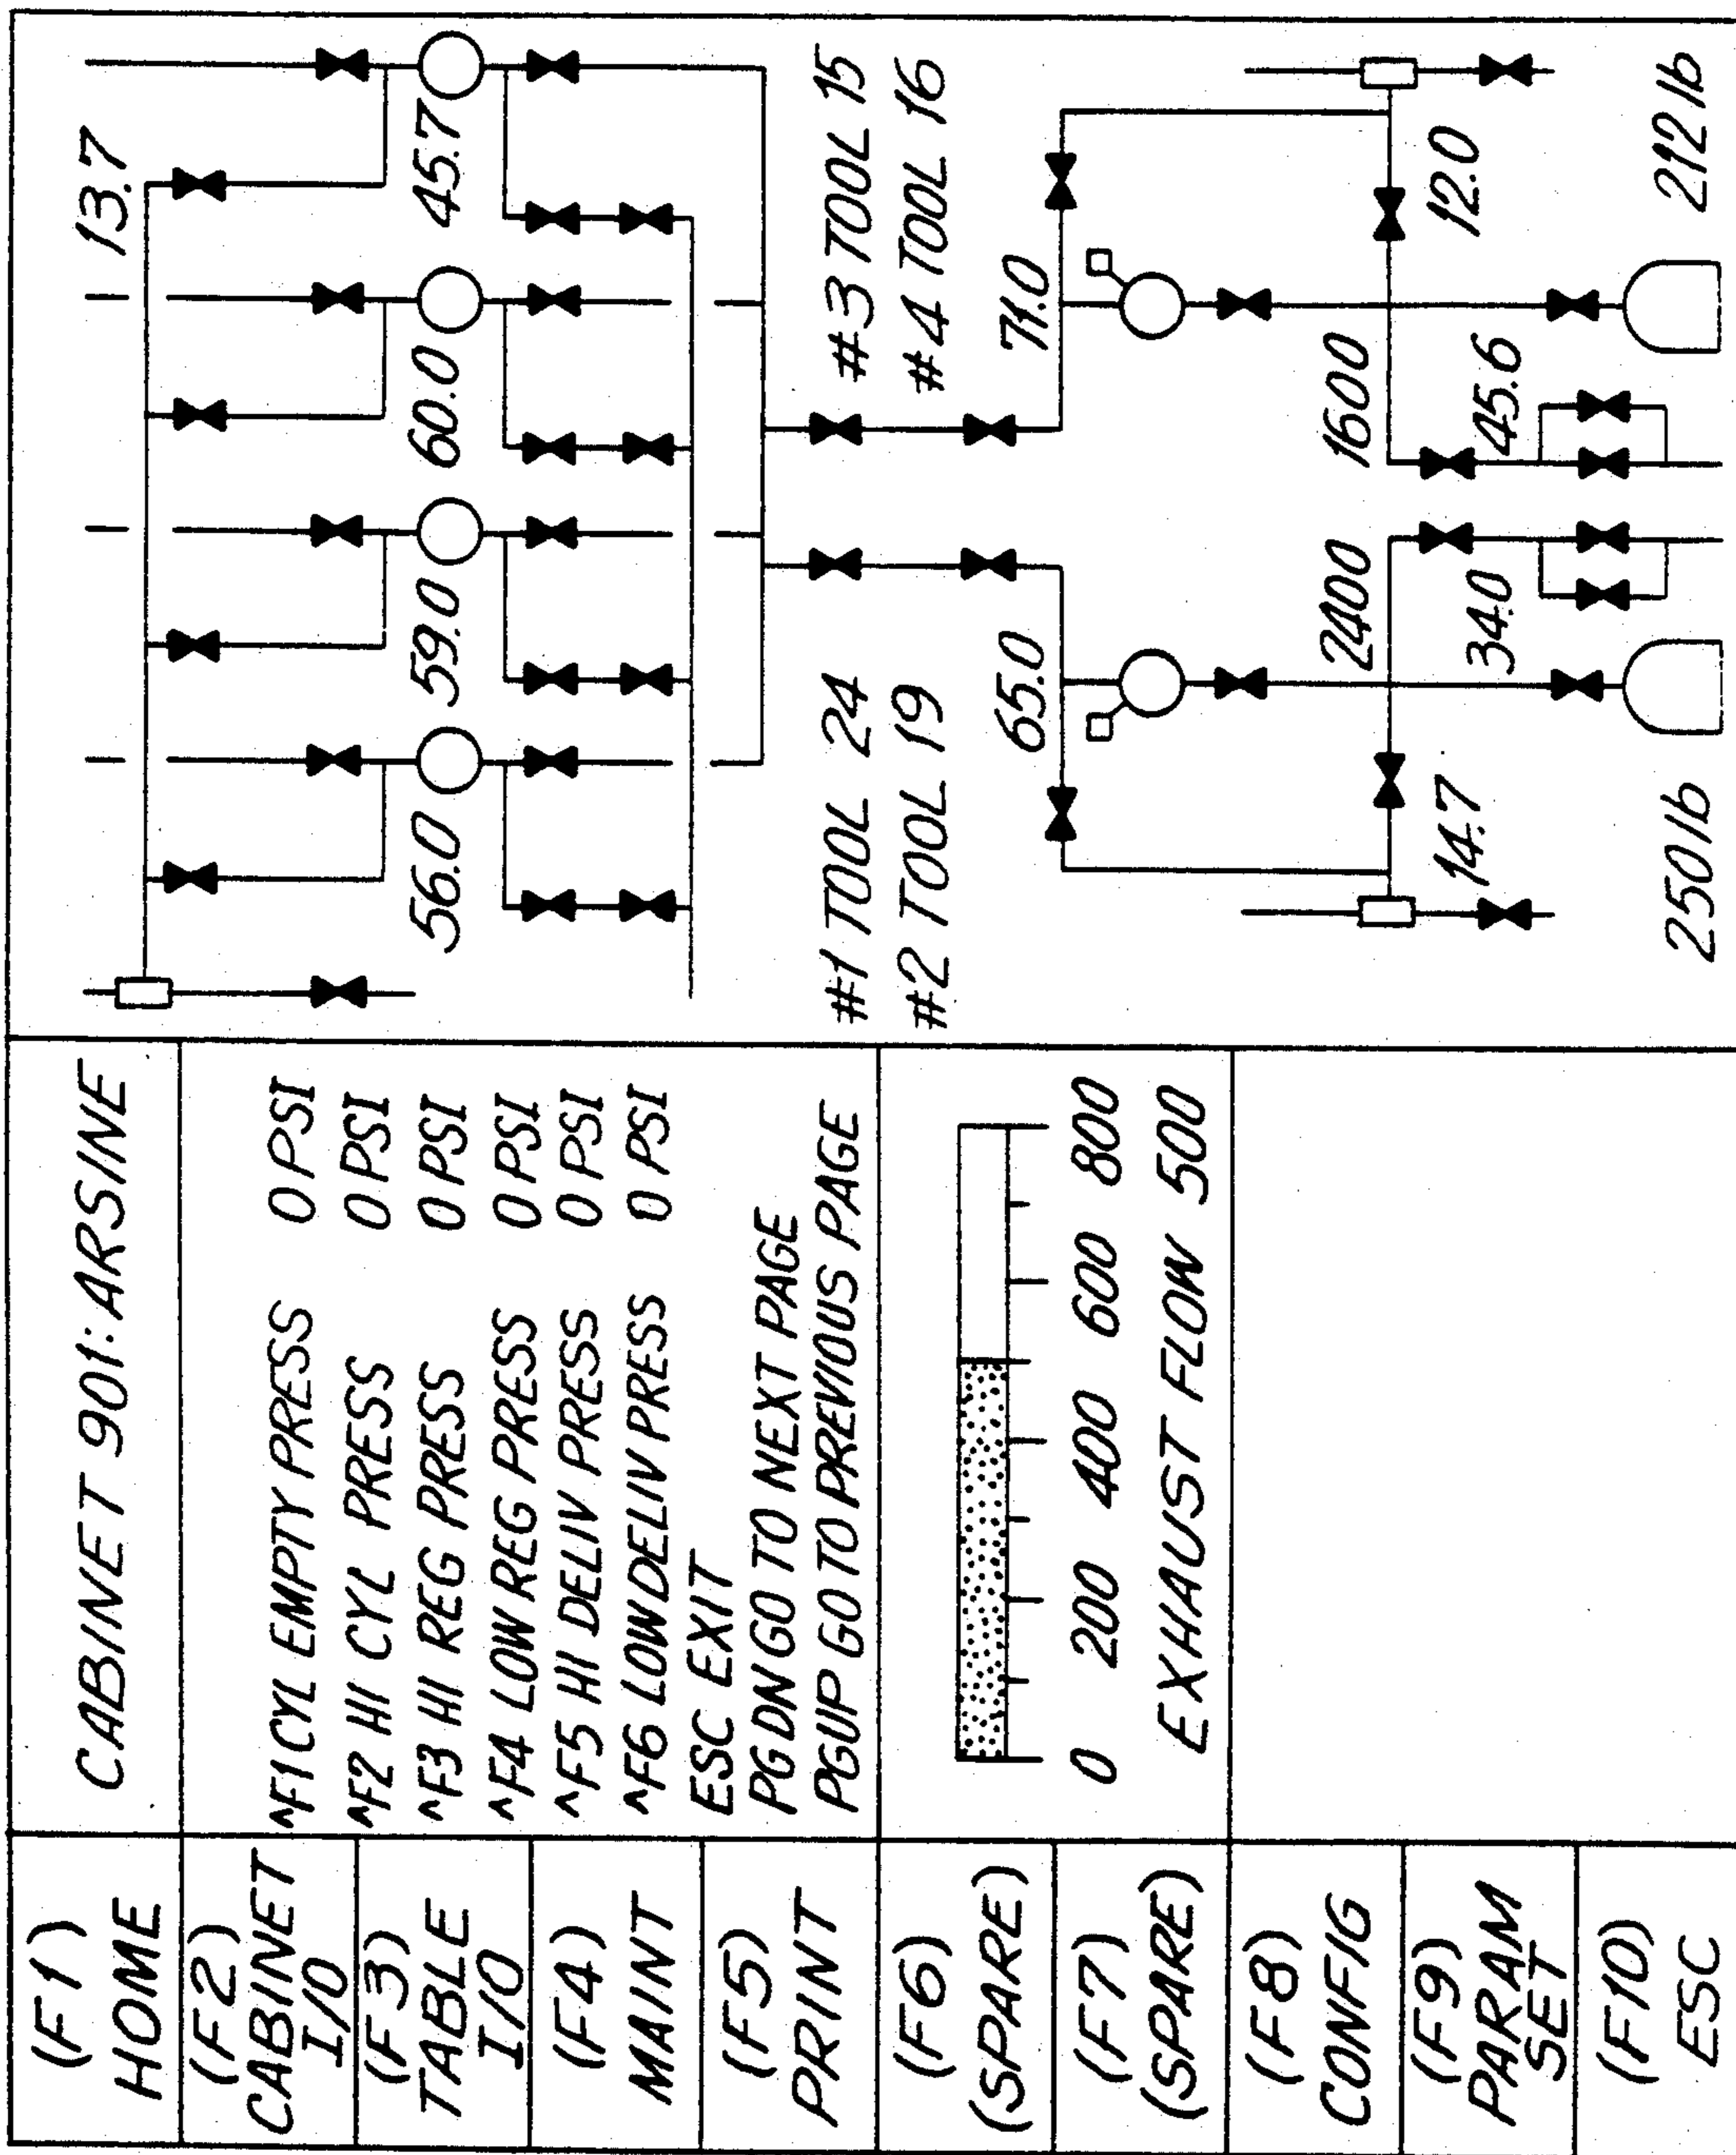 (F1)
HOME
(F2)
CABINET
I/O
(F3)
TABLE
I/O
(F4)
MAINT
(F5)
PRINT
(F6)
(SPARE)
(F7)
(SPARE)
(F8)
CONFIG
(F9)
PARAM
SET
(F10)
ESC
CABINET 901:ARSINE
^F1 CYL EMPTY PRESS 0 PSI
^F2 HI CYL PRESS 0 PSI
^F3 HI REG PRESS 0 PSI
^F4 LOW REG PRESS 0 PSI
^F5 HI DELIV PRESS 0 PSI
^F6 LOW DELIV PRESS 0 PSI
ESC EXIT
PG DN GO TO NEXT PAGE
PGUP GO TO PREVIOUS PAGE
0 200 400 600 800
EXHAUST FLOW 500
13.7
56.0 59.0 60.0 45.7
#1 TOOL 24 #3 TOOL 15
#2 TOOL 19 #4 TOOL 16
65.0 71.0
2400 1600
14.7 34.0 45.6 12.0
250 lb 212 lb